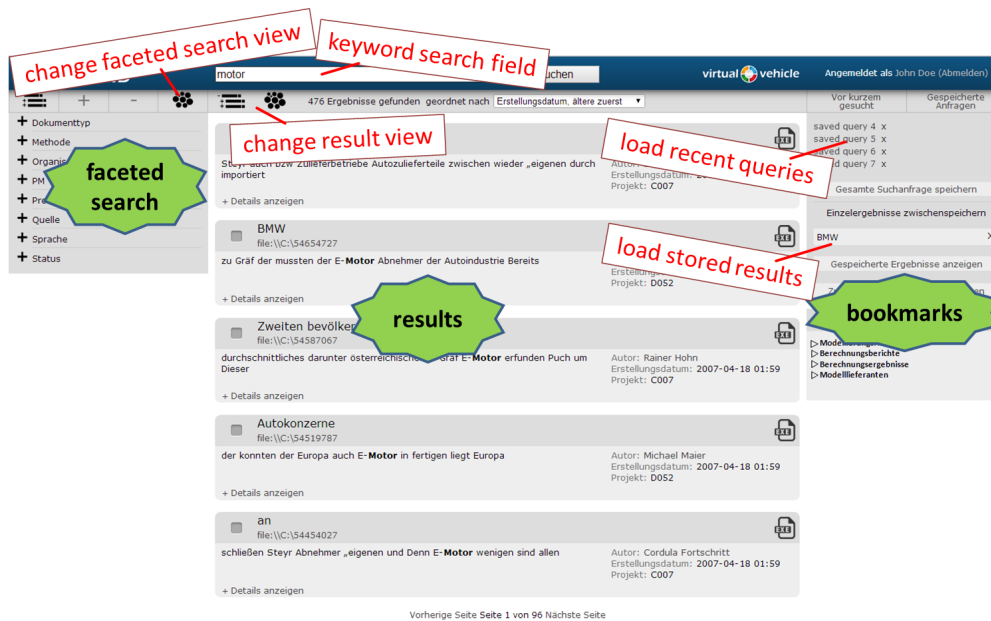 change faceted search view
keyword search field
motor
uchen
virtual vehicle
Angemeldet als John Doe (Abmelden)
+
-
476 Ergebnisse gefunden geordnet nach Erstellungsdatum, ältere zuerst
Vor kurzem
gesucht
Gespeicherte
Anfragen
change result view
load recent queries
load stored results
faceted
search
results
bookmarks
+ Dokumenttyp
+ Methode
+
+ PM
+
+ Quelle
+ Sprache
+ Status
EXE
Steyr auch bzw Zulieferbetriebe Autozulieferteile zwischen wieder „eigenen durch
importiert
Erstellungsdatum:
Projekt: C007
+ Details anzeigen
BMW
file:\\C:\54654727
EXE
zu Gräf der mussten der E-Motor Abnehmer der Autoindustrie Bereits
Erstellungsdatum:
Projekt: D052
+ Details anzeigen
Zweiten
file:\\C:\54587067
EXE
durchschnittliches darunter Gräf E-Motor erfunden Puch um
Dieser
Autor: Rainer Hohn
Erstellungsdatum: 2007-04-18 01:59
Projekt: C007
+ Details anzeigen
Autokonzerne
file:\\C:\54519787
EXE
der konnten der Europa auch E-Motor in fertigen liegt Europa
Autor: Michael Maier
Erstellungsdatum: 2007-04-18 01:59
Projekt: D052
+ Details anzeigen
an
file:\\C:\54454027
EXE
schließen Steyr Abnehmer „eigenen und Denn E-Motor wenigen sind allen
Autor: Cordula Fortschritt
Erstellungsdatum: 2007-04-18 01:59
Projekt: C007
+ Details anzeigen
Vorherige Seite Seite 1 von 96 Nächste Seite
saved query 4 x
saved query 5 x
saved query 6 x
saved query 7 x
Gesamte Suchanfrage speichern
Einzelergebnisse zwischenspeichern
BMW x
Gespeicherte Ergebnisse anzeigen
▷ Berechnungsberichte
▷ Berechnungsergebnisse
▷ Modelllieferanten